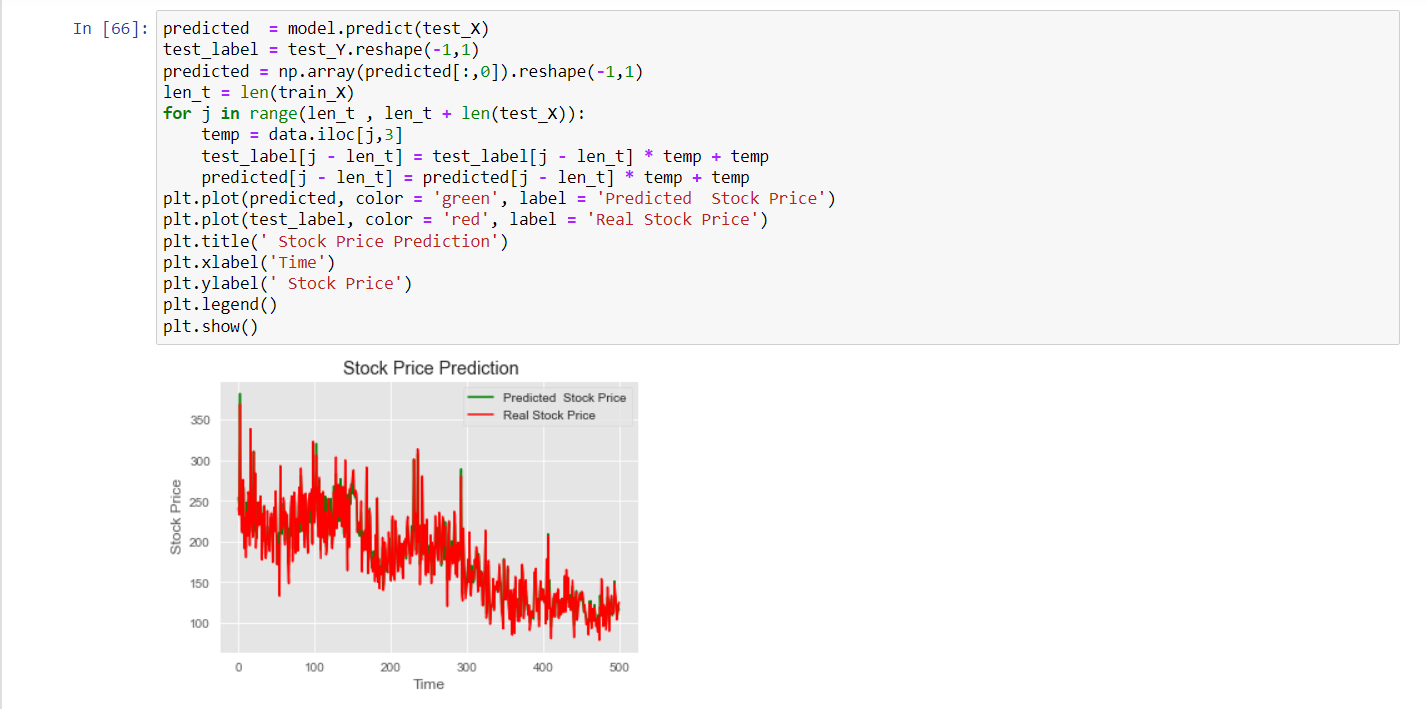 In [66]: predicted  = model.predict(test_X)
test_label = test_Y.reshape(-1,1)
predicted = np.array(predicted[:,0]).reshape(-1,1)
len_t = len(train_X)
for j in range(len_t , len_t + len(test_X)):
    temp = data.iloc[j,3]
    test_label[j - len_t] = test_label[j - len_t] * temp + temp
    predicted[j - len_t] = predicted[j - len_t] * temp + temp
plt.plot(predicted, color = 'green', label = 'Predicted  Stock Price')
plt.plot(test_label, color = 'red', label = 'Real Stock Price')
plt.title(' Stock Price Prediction')
plt.xlabel('Time')
plt.ylabel(' Stock Price')
plt.legend()
plt.show()
Stock Price Prediction
Predicted  Stock Price
Real Stock Price
350
300
250
200
150
100
Stock Price
0 100 200 300 400 500
Time